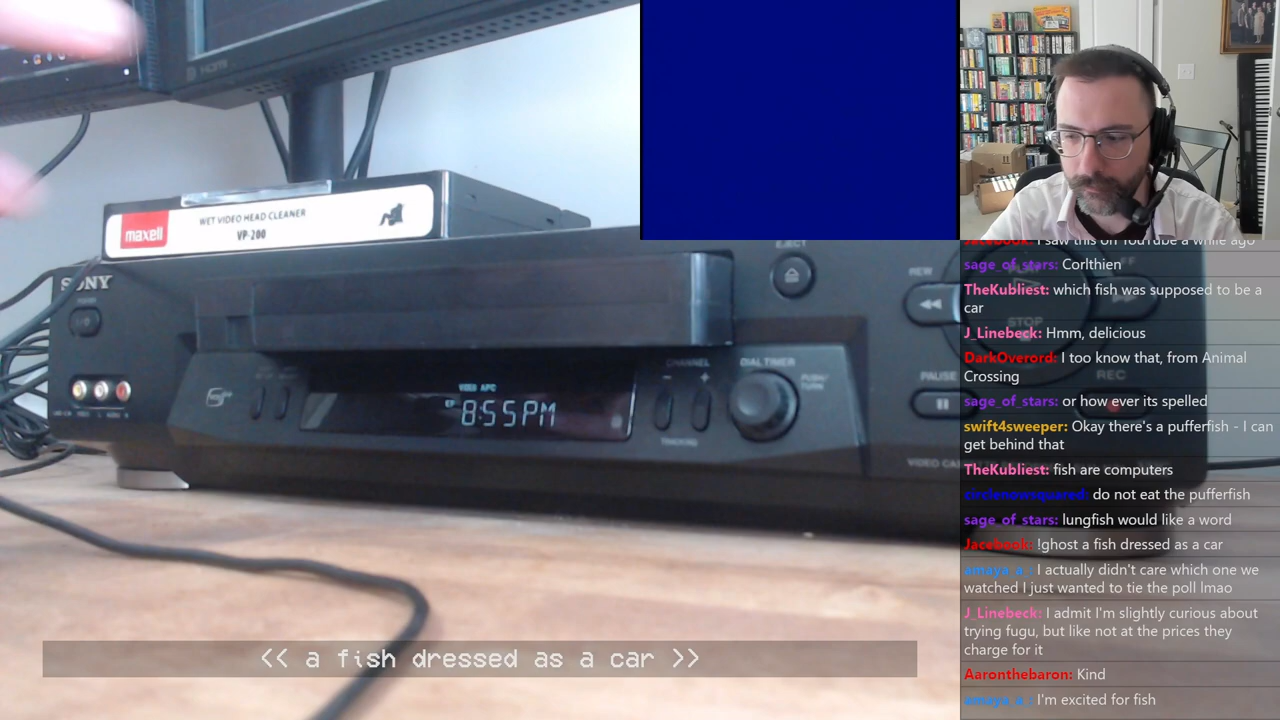 HDMI
maxell
WET VIDEO HEAD CLEANER
VP-200
SONY
EJECT
REW
STOP
PAUSE
REC
CHANNEL
- +
TRACKING
DIAL TIMER
PUSH/
TURN
VIDEO APC
EP 8:55PM
<< a fish dressed as a car >>
Jacebook: I saw this on YouTube a while ago
sage_of_stars: Corlthien
TheKubliest: which fish was supposed to be a
car
J_Linebeck: Hmm, delicious
DarkOverord: I too know that, from Animal
Crossing
sage_of_stars: or how ever its spelled
swift4sweeper: Okay there's a pufferfish - I can
get behind that
TheKubliest: fish are computers
do not eat the pufferfish
sage_of_stars: lungfish would like a word
Jacebook: !ghost a fish dressed as a car
I actually didn't care which one we
watched I just wanted to tie the poll lmao
J_Linebeck: I admit I'm slightly curious about
trying fugu, but like not at the prices they
charge for it
Aaronthebaron: Kind
I'm excited for fish